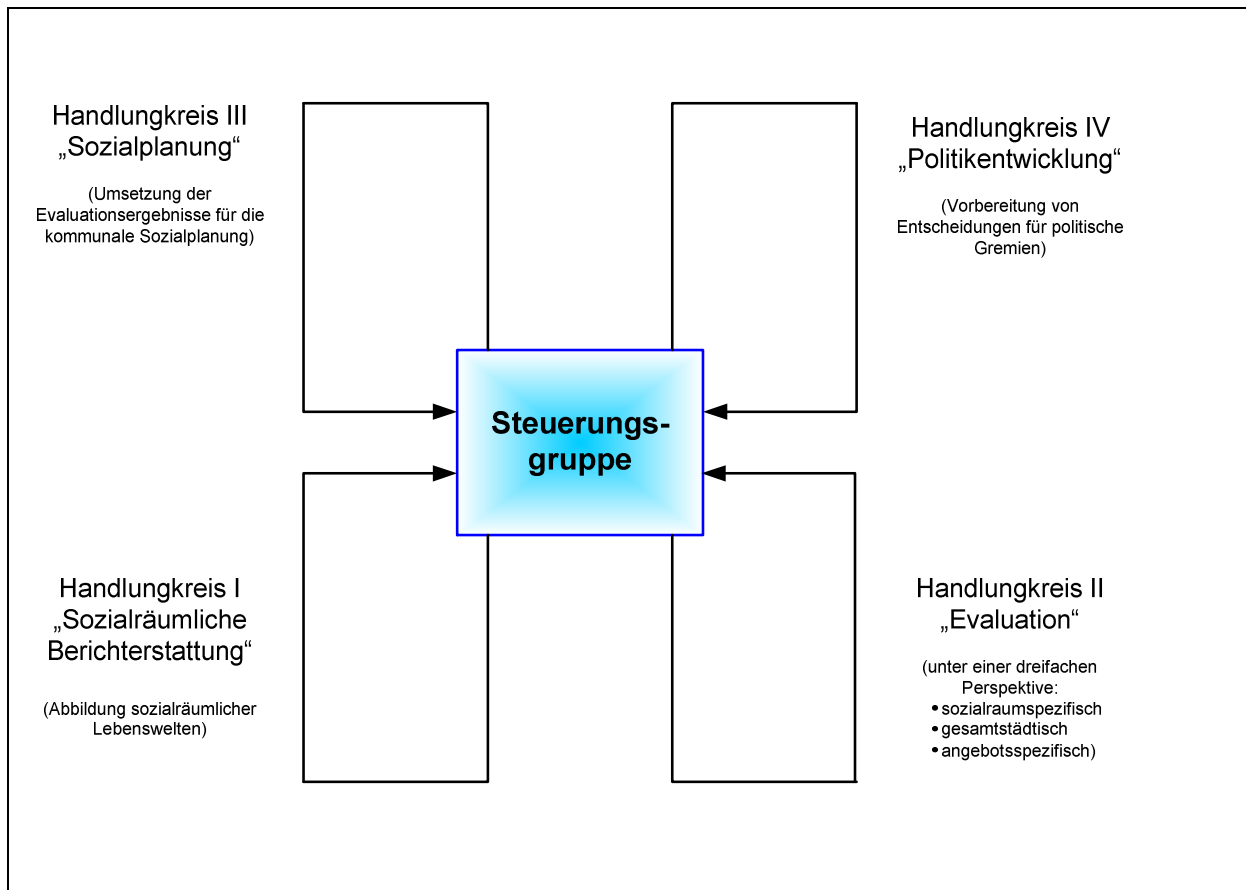 Handlungkreis III
„Sozialplanung“
(Umsetzung der
Evaluationsergebnisse für die
kommunale Sozialplanung)
Handlungkreis IV
„Politikentwicklung“
(Vorbereitung von
Entscheidungen für politische
Gremien)
Steuerungs-
gruppe
Handlungkreis I
„Sozialräumliche
Berichterstattung“
(Abbildung sozialräumlicher
Lebenswelten)
Handlungkreis II
„Evaluation“
(unter einer dreifachen
Perspektive:
• sozialraumspezifisch
• gesamtstädtisch
• angebotsspezifisch)